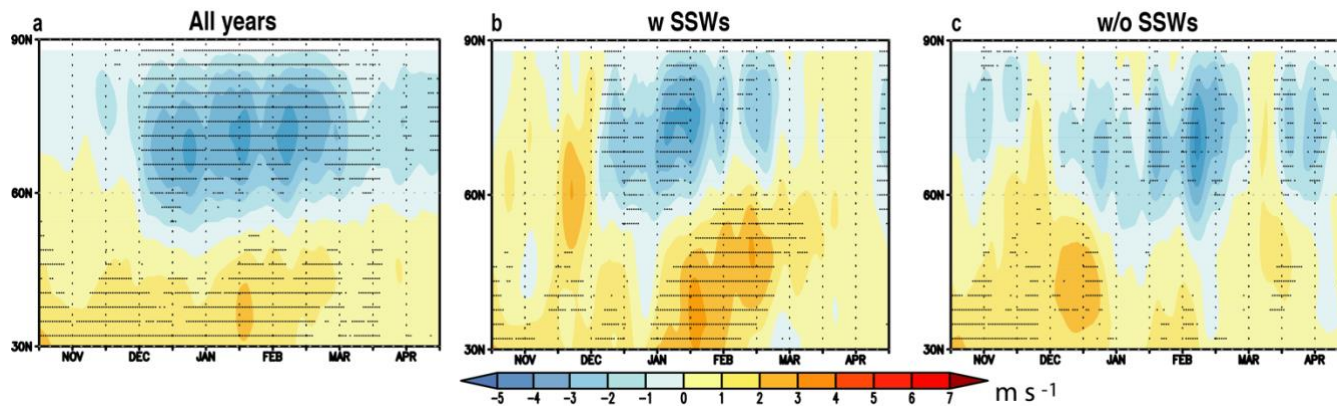 a All years b w SSWs c w/o SSWs
90N 90N 90N
60N 60N 60N
30N 30N 30N
NOV DEC JAN FEB MAR APR NOV DEC JAN FEB MAR APR NOV DEC JAN FEB MAR APR
-5 -4 -3 -2 -1 0 1 2 3 4 5 6 7 m s -1